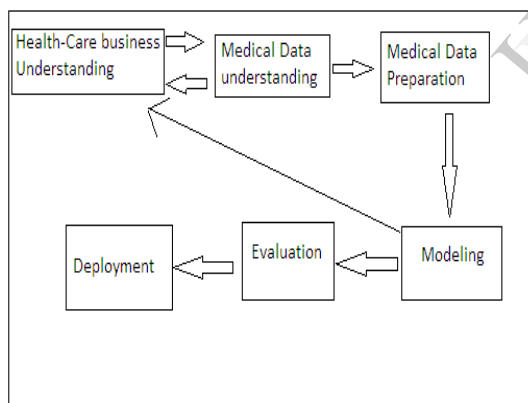 Health-Care business
Understanding
Medical Data
understanding
Medical Data
Preparation
Modeling
Evaluation
Deployment